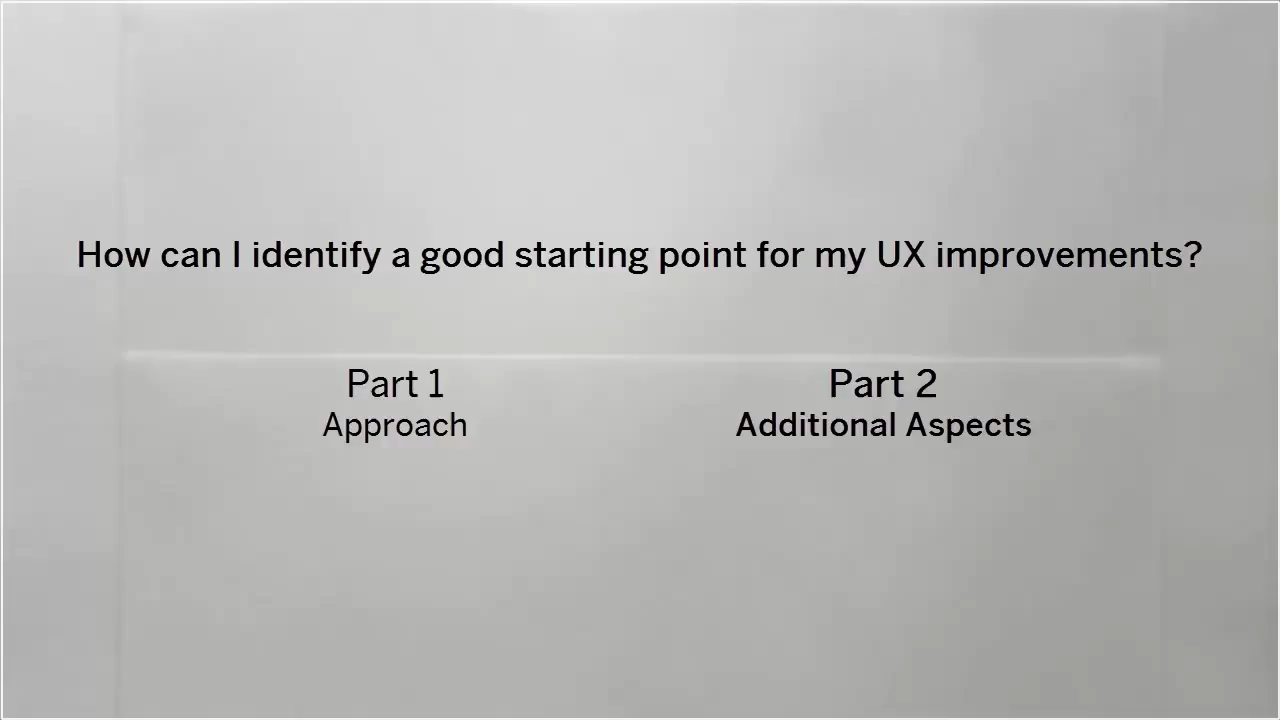 How can I identify a good starting point for my UX improvements?
Part 1
Approach
Part 2
Additional Aspects